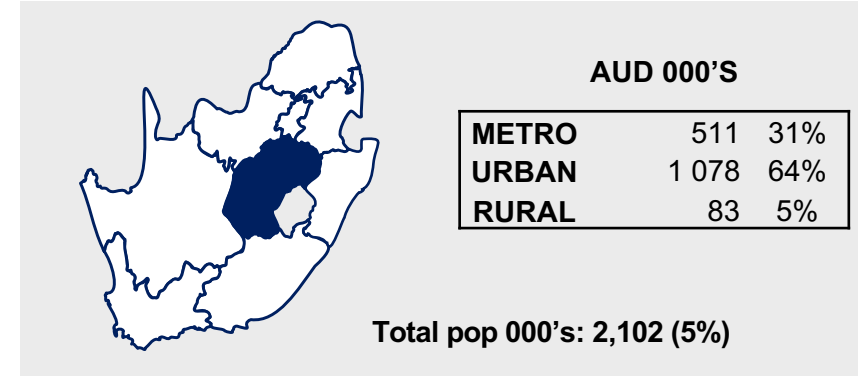 AUD 000’S
METRO 511 31%
URBAN 1 078 64%
RURAL 83 5%
Total pop 000’s: 2,102 (5%)